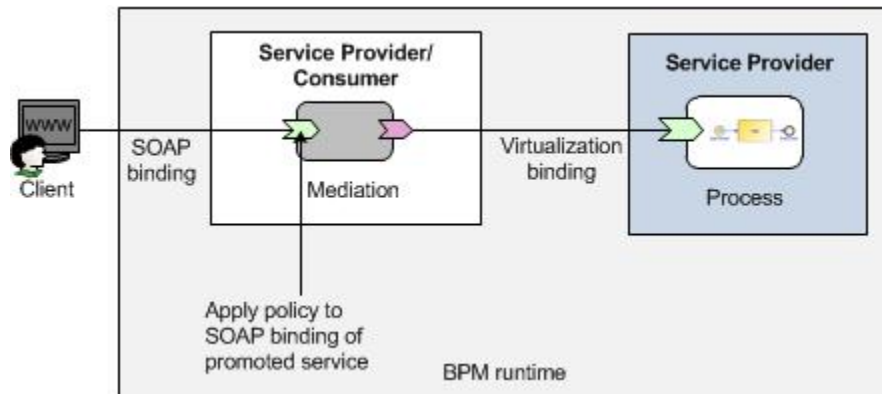 Service Provider/
Consumer
Service Provider
www
SOAP
binding
Virtualization
binding
Client
Mediation
Process
Apply policy to
SOAP binding of
promoted service
BPM runtime